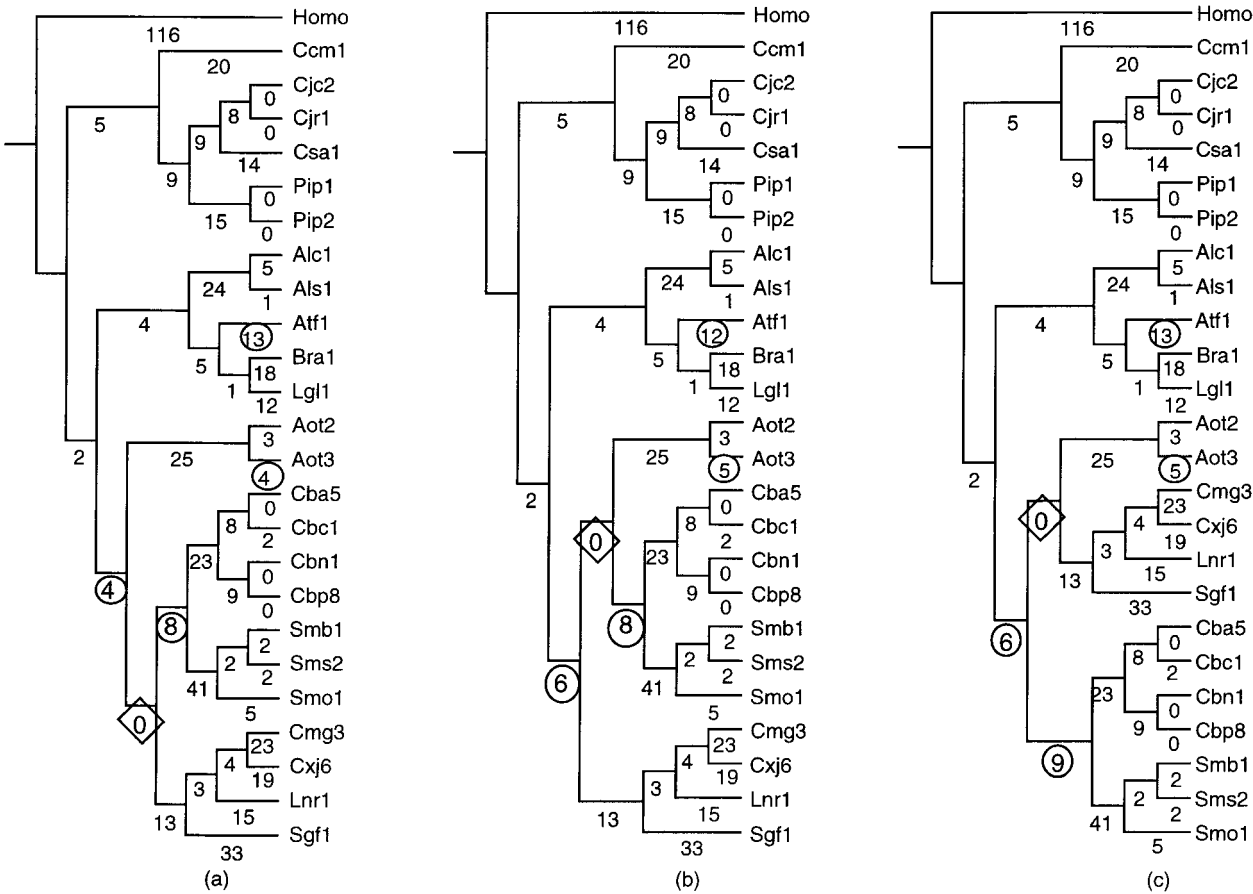 Homo
116
Ccm1
20
Cjc2
0
Cjr1
8
0
5
9
Csa1
14
9
Pip1
0
15
Pip2
0
Alc1
5
24
Als1
1
4
Atf1
13
5
Bra1
18
1
Lgl1
12
2
Aot2
3
25
Aot3
4
Cba5
0
8
Cbc1
2
23
Cbn1
0
4
9
Cbp8
0
8
Smb1
2
2
Sms2
2
41
Smo1
5
0
Cmg3
23
4
Cxj6
19
3
Lnr1
15
13
Sgf1
33
(a)
Homo
116
Ccm1
20
Cjc2
0
8
Cjr1
0
5
9
Csa1
14
9
Pip1
0
15
Pip2
0
Alc1
5
24
Als1
1
4
Atf1
12
5
Bra1
18
1
Lgl1
12
Aot2
3
25
Aot3
5
2
Cba5
0
8
Cbc1
2
0
23
Cbn1
0
9
Cbp8
0
8
Smb1
2
2
Sms2
2
6
41
Smo1
5
Cmg3
23
4
Cxj6
19
3
Lnr1
15
13
Sgf1
33
(b)
Homo
116
Ccm1
20
Cjc2
0
8
Cjr1
0
5
9
Csa1
14
9
Pip1
0
15
Pip2
0
Alc1
5
24
Als1
1
4
Atf1
13
5
Bra1
18
1
Lgl1
12
Aot2
3
25
Aot3
5
2
Cmg3
23
0
4
Cxj6
19
3
Lnr1
15
13
Sgf1
33
6
Cba5
0
8
Cbc1
2
23
Cbn1
0
9
Cbp8
0
9
Smb1
2
2
Sms2
2
41
Smo1
5
(c)